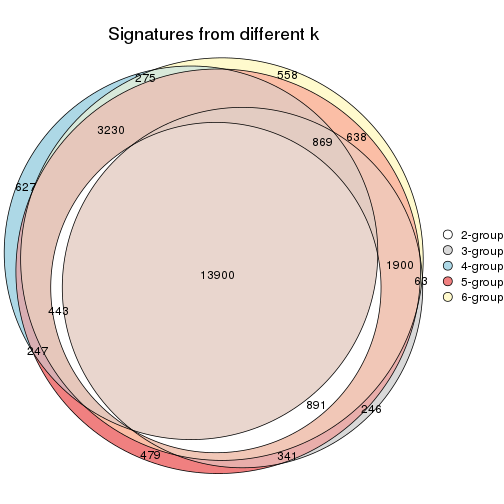 Signatures from different k
275
558
3230
869
638
627
13900
1900
63
443
247
891
246
479
341
2-group
3-group
4-group
5-group
6-group